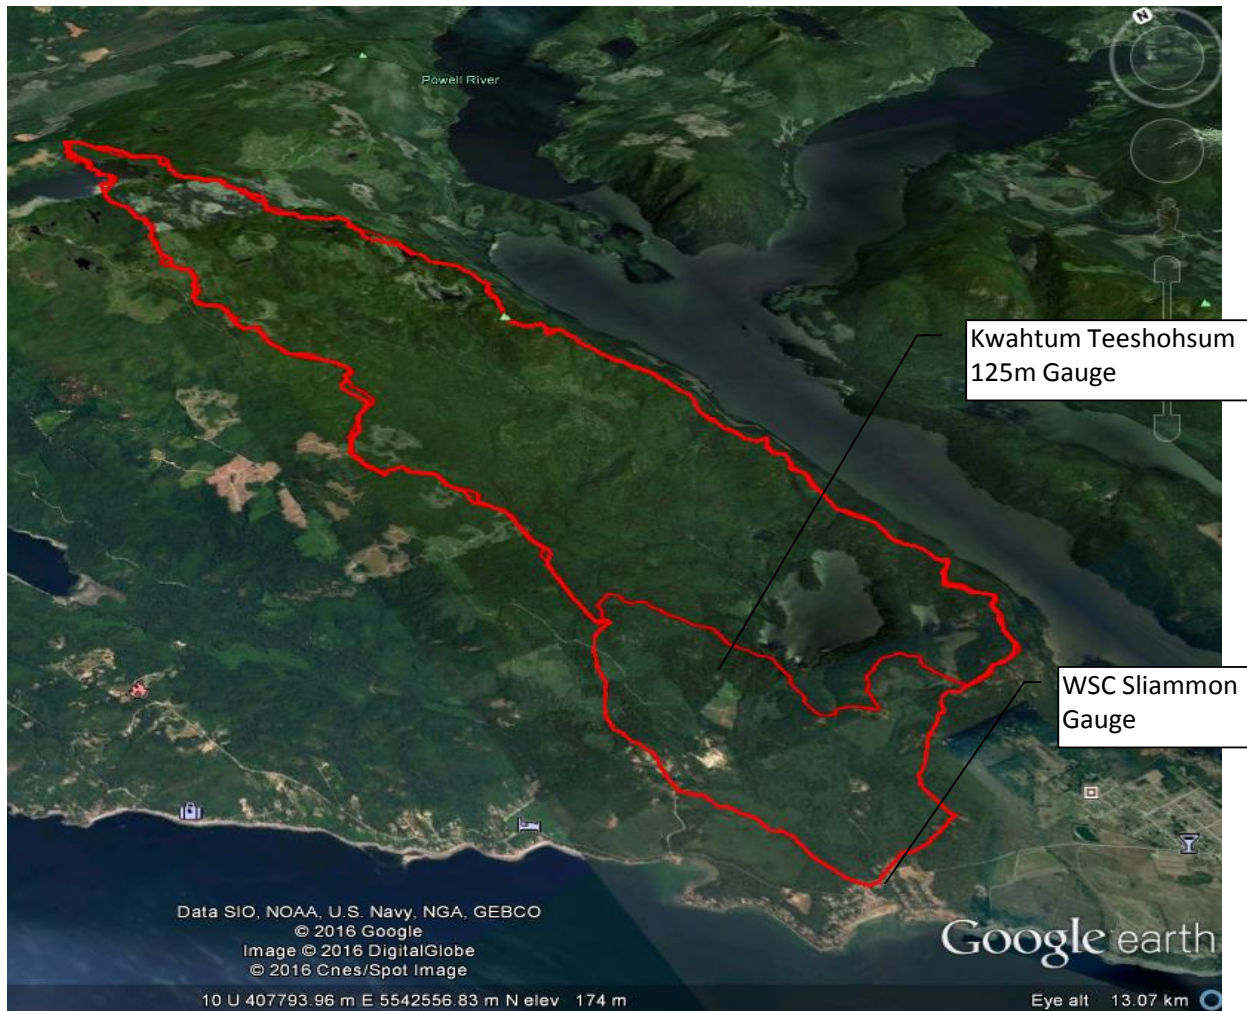 N
Powell River
Kwahtum Teeshohsum
125m Gauge
WSC Sliammon
Gauge
Data SIO, NOAA, U.S. Navy, NGA, GEBCO
© 2016 Google
Image © 2016 DigitalGlobe
© 2016 Cnes/Spot Image
Google earth
10 U 407793.96 m E 5542556.83 m N elev 174 m
Eye alt 13.07 km